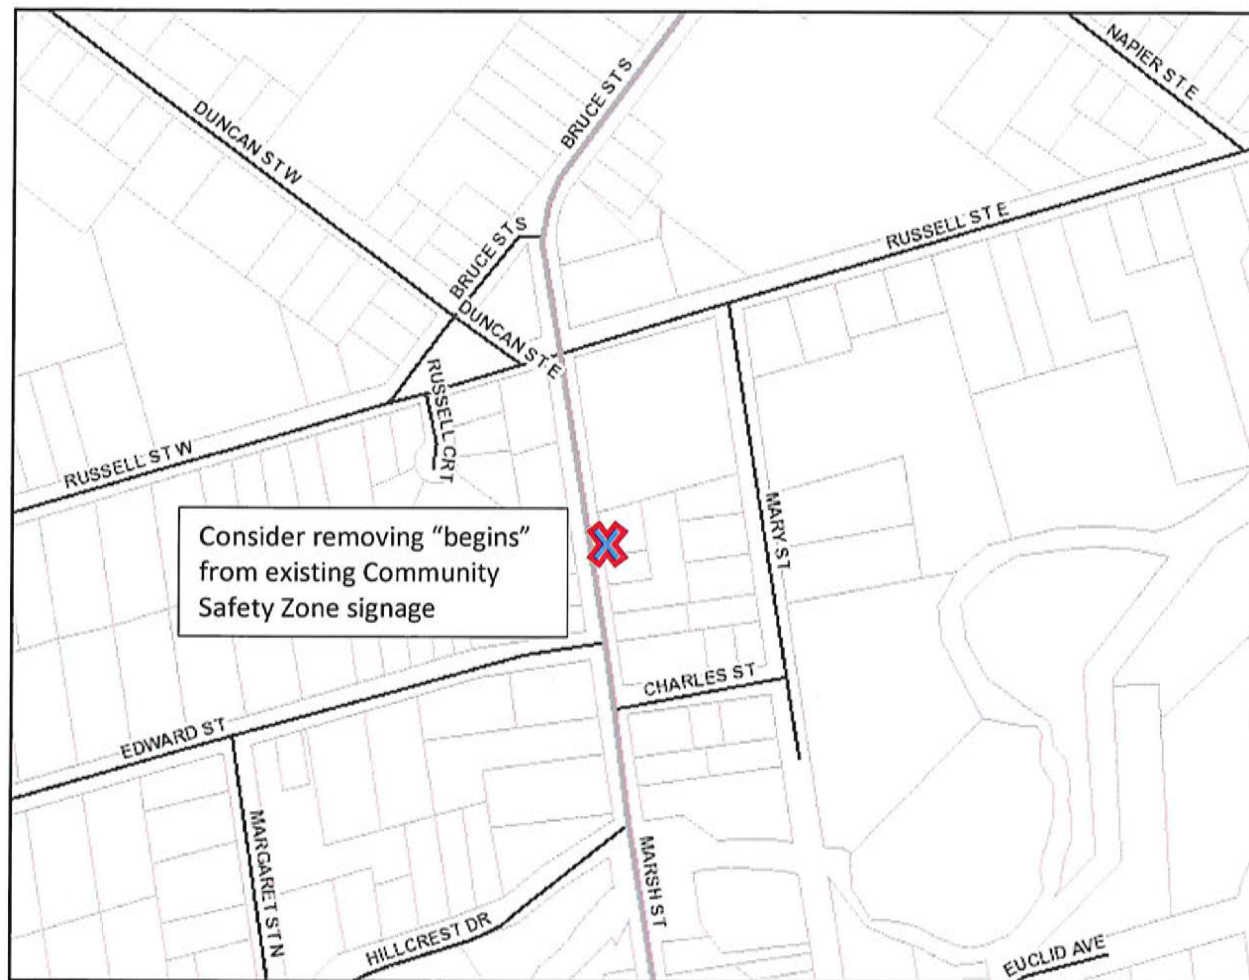 NAPIER ST E
BRUCE ST S
DUNCAN ST W
RUSSELL ST E
BRUCE ST S
DUNCAN ST E
RUSSELL CRT
RUSSELL ST W
Consider removing “begins”
from existing Community
Safety Zone signage
MARY ST
CHARLES ST
EDWARD ST
MARGARET ST N
MARSH ST
HILLCREST DR
EUCLID AVE